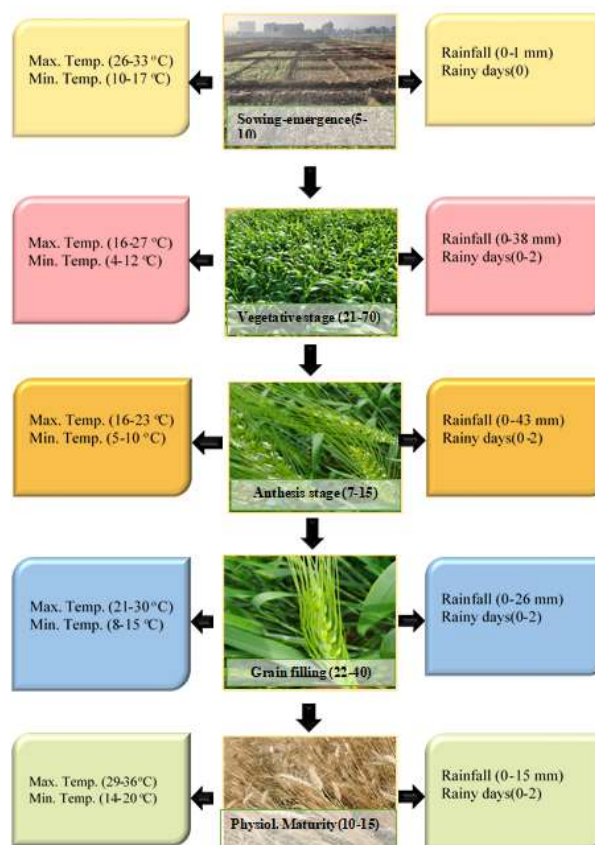 Max. Temp. (26-33 °C)
Min. Temp. (10-17 °C)
Sowing-emergence(5-
10)
Rainfall (0-1 mm)
Rainy days(0)
Max. Temp. (16-27 °C)
Min. Temp. (4-12 °C)
Vegetative stage (21-70)
Rainfall (0-38 mm)
Rainy days(0-2)
Max. Temp. (16-23 °C)
Min. Temp. (5-10 °C)
Anthesis stage (7-15)
Rainfall (0-43 mm)
Rainy days(0-2)
Max. Temp. (21-30°C)
Min. Temp. (8-15 °C)
Grain filling (22-40)
Rainfall (0-26 mm)
Rainy days(0-2)
Max. Temp. (29-36°C)
Min. Temp. (14-20°C)
Physiol. Maturity(10-15)
Rainfall (0-15 mm)
Rainy days(0-2)